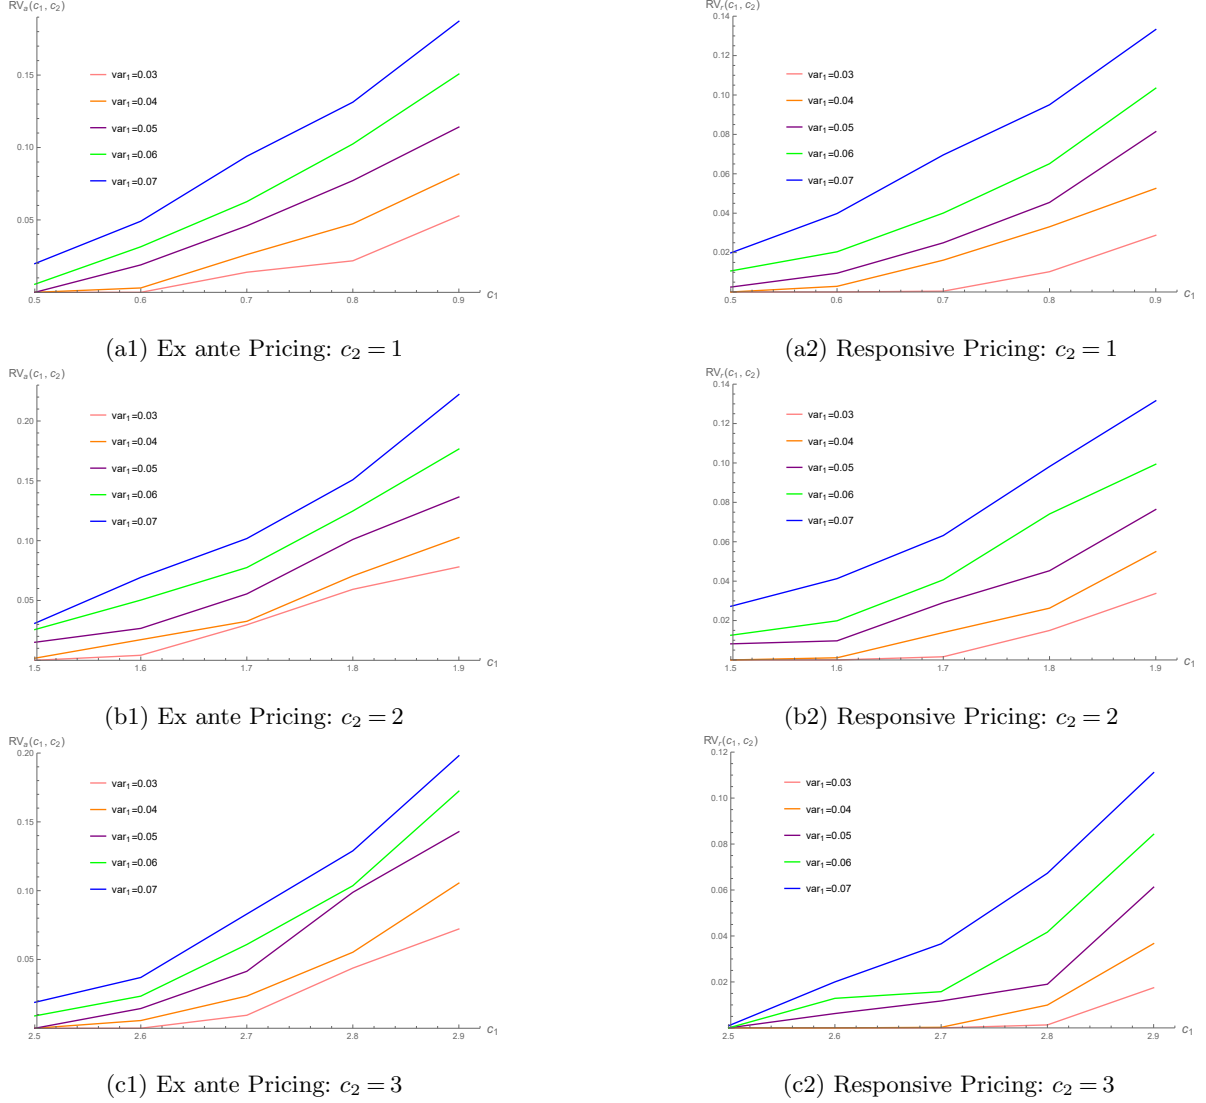 RVₐ(c₁, c₂)
0.15
0.10
0.05
var₁=0.03
var₁=0.04
var₁=0.05
var₁=0.06
var₁=0.07
0.5 0.6 0.7 0.8 0.9 c₁
(a1) Ex ante Pricing: c₂ = 1
RVᵣ(c₁, c₂)
0.14
0.12
0.10
0.08
0.06
0.04
0.02
var₁=0.03
var₁=0.04
var₁=0.05
var₁=0.06
var₁=0.07
0.5 0.6 0.7 0.8 0.9 c₁
(a2) Responsive Pricing: c₂ = 1
RVₐ(c₁, c₂)
0.20
0.15
0.10
0.05
var₁=0.03
var₁=0.04
var₁=0.05
var₁=0.06
var₁=0.07
1.5 1.6 1.7 1.8 1.9 c₁
(b1) Ex ante Pricing: c₂ = 2
RVᵣ(c₁, c₂)
0.14
0.12
0.10
0.08
0.06
0.04
0.02
var₁=0.03
var₁=0.04
var₁=0.05
var₁=0.06
var₁=0.07
1.5 1.6 1.7 1.8 1.9 c₁
(b2) Responsive Pricing: c₂ = 2
RVₐ(c₁, c₂)
0.20
0.15
0.10
0.05
var₁=0.03
var₁=0.04
var₁=0.05
var₁=0.06
var₁=0.07
2.5 2.6 2.7 2.8 2.9 c₁
(c1) Ex ante Pricing: c₂ = 3
RVᵣ(c₁, c₂)
0.12
0.10
0.08
0.06
0.04
0.02
var₁=0.03
var₁=0.04
var₁=0.05
var₁=0.06
var₁=0.07
2.5 2.6 2.7 2.8 2.9 c₁
(c2) Responsive Pricing: c₂ = 3